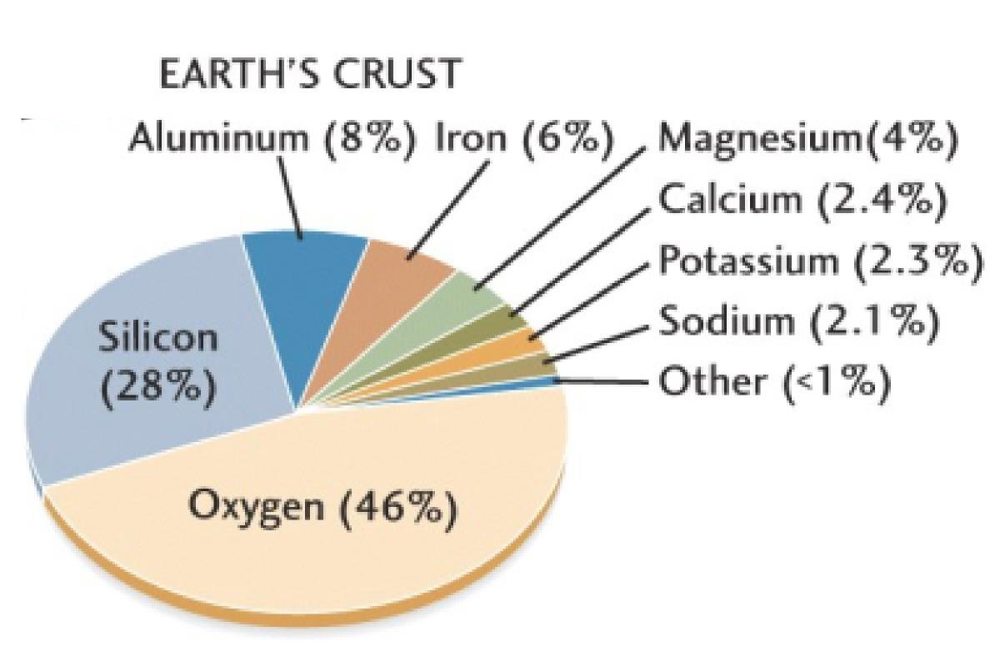 EARTH'S CRUST
Aluminum (8%) Iron (6%) Magnesium(4%)
Calcium (2.4%)
Potassium (2.3%)
Sodium (2.1%)
Other (<1%)
Silicon
(28%)
Oxygen (46%)